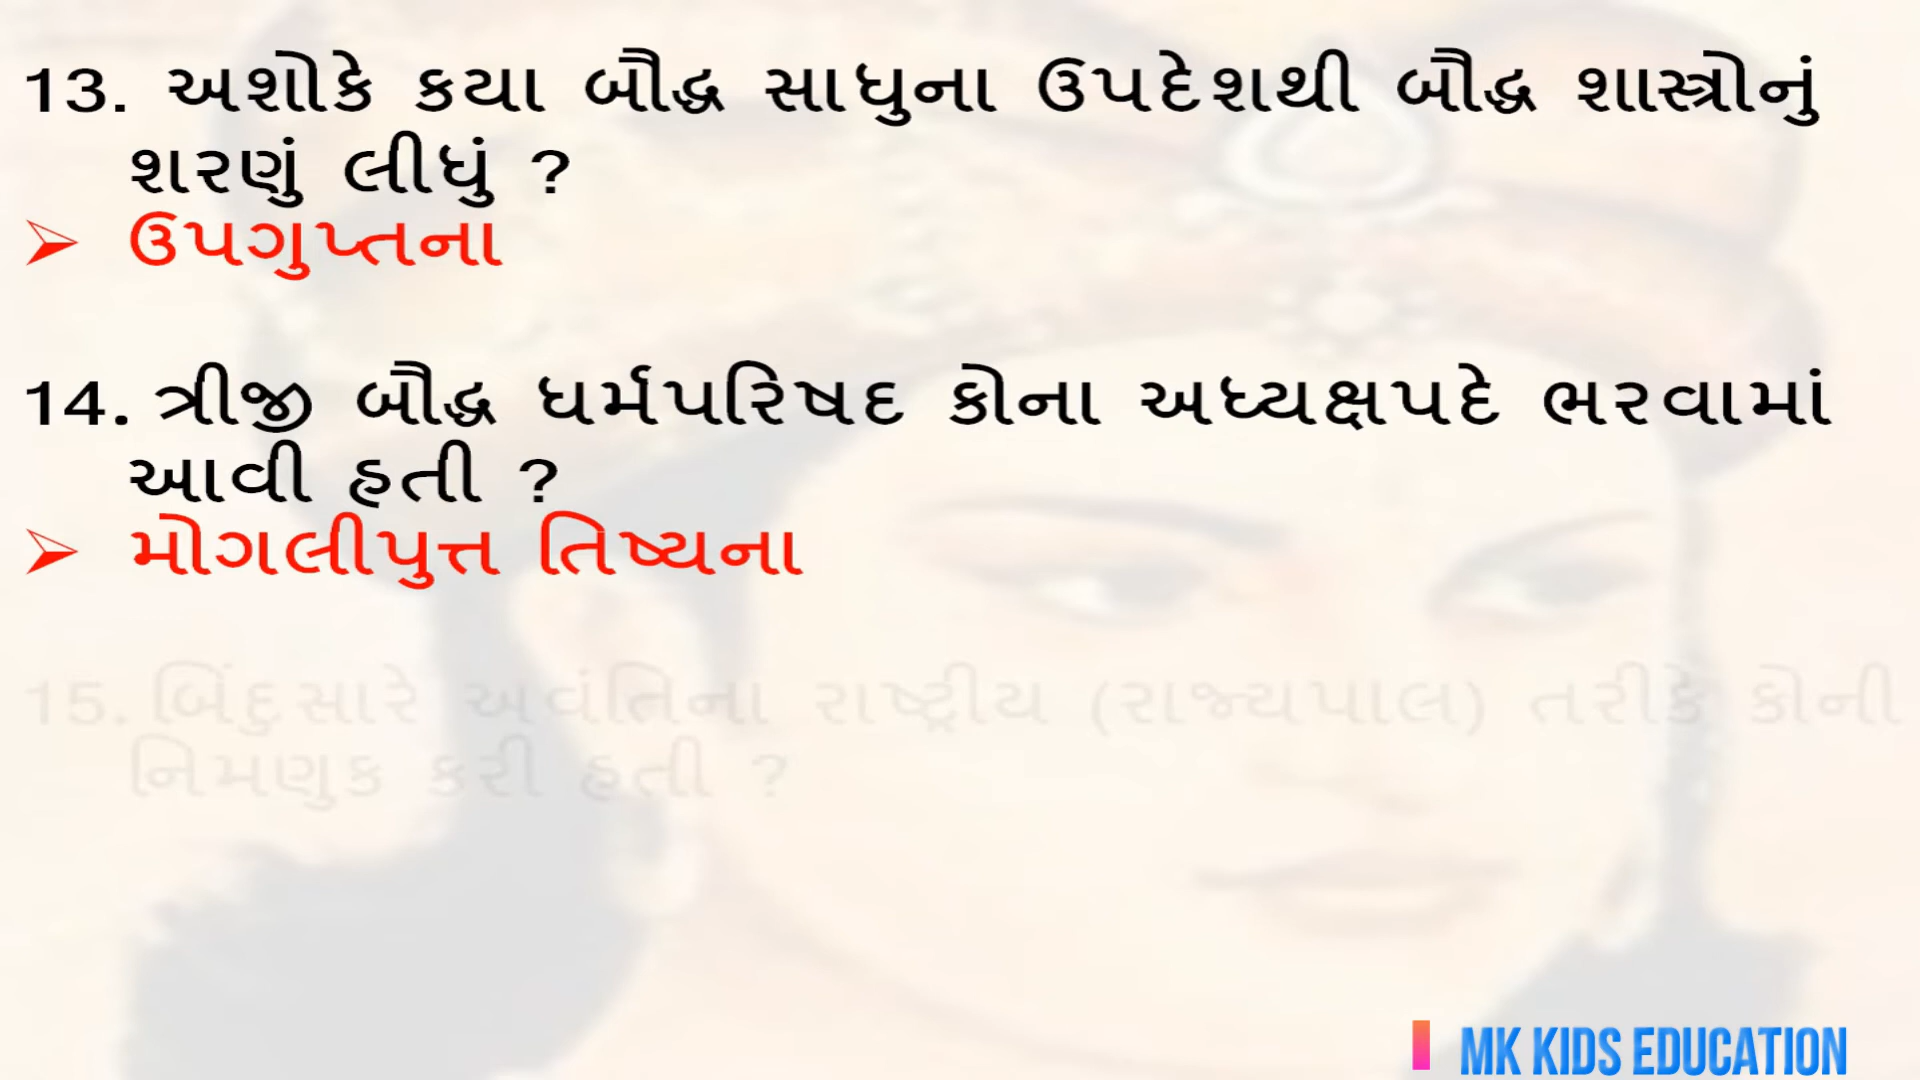 13. અશોકે કયા બૌદ્ધ સાધુના ઉપદેશથી બૌદ્ધ શાસ્ત્રોનું
શરણું લીધું ?
➢ ઉપગુપ્તના
14. ત્રીજી બૌદ્ધ ધર્મપરિષદ કોના અધ્યક્ષપદે ભરવામાં
આવી હતી ?
➢ મોગલીપુત્ત તિષ્યના
15. બિંદુસારે અવંતિના રાષ્ટ્રીય (રાજ્યપાલ) તરીકે કોની
નિમણુક કરી હતી ?
MK KIDS EDUCATION